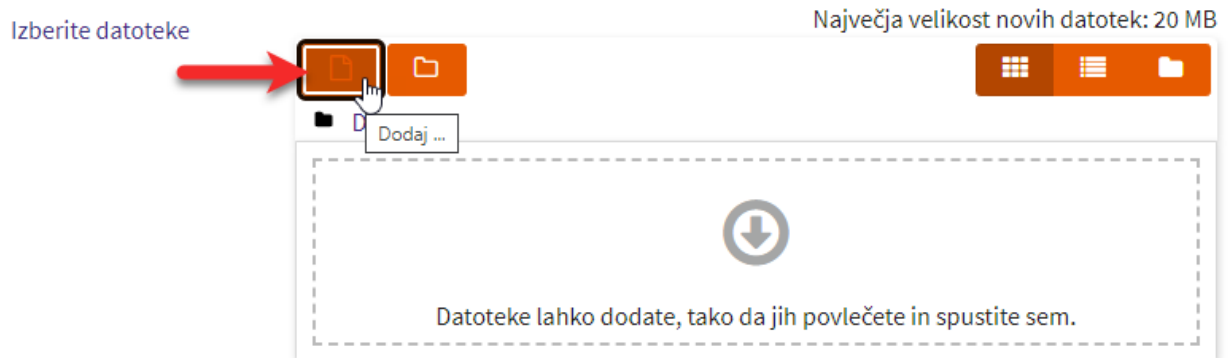 Izberite datoteke
Največja velikost novih datotek: 20 MB
Dodaj ...
Datoteke lahko dodate, tako da jih povlečete in spustite sem.